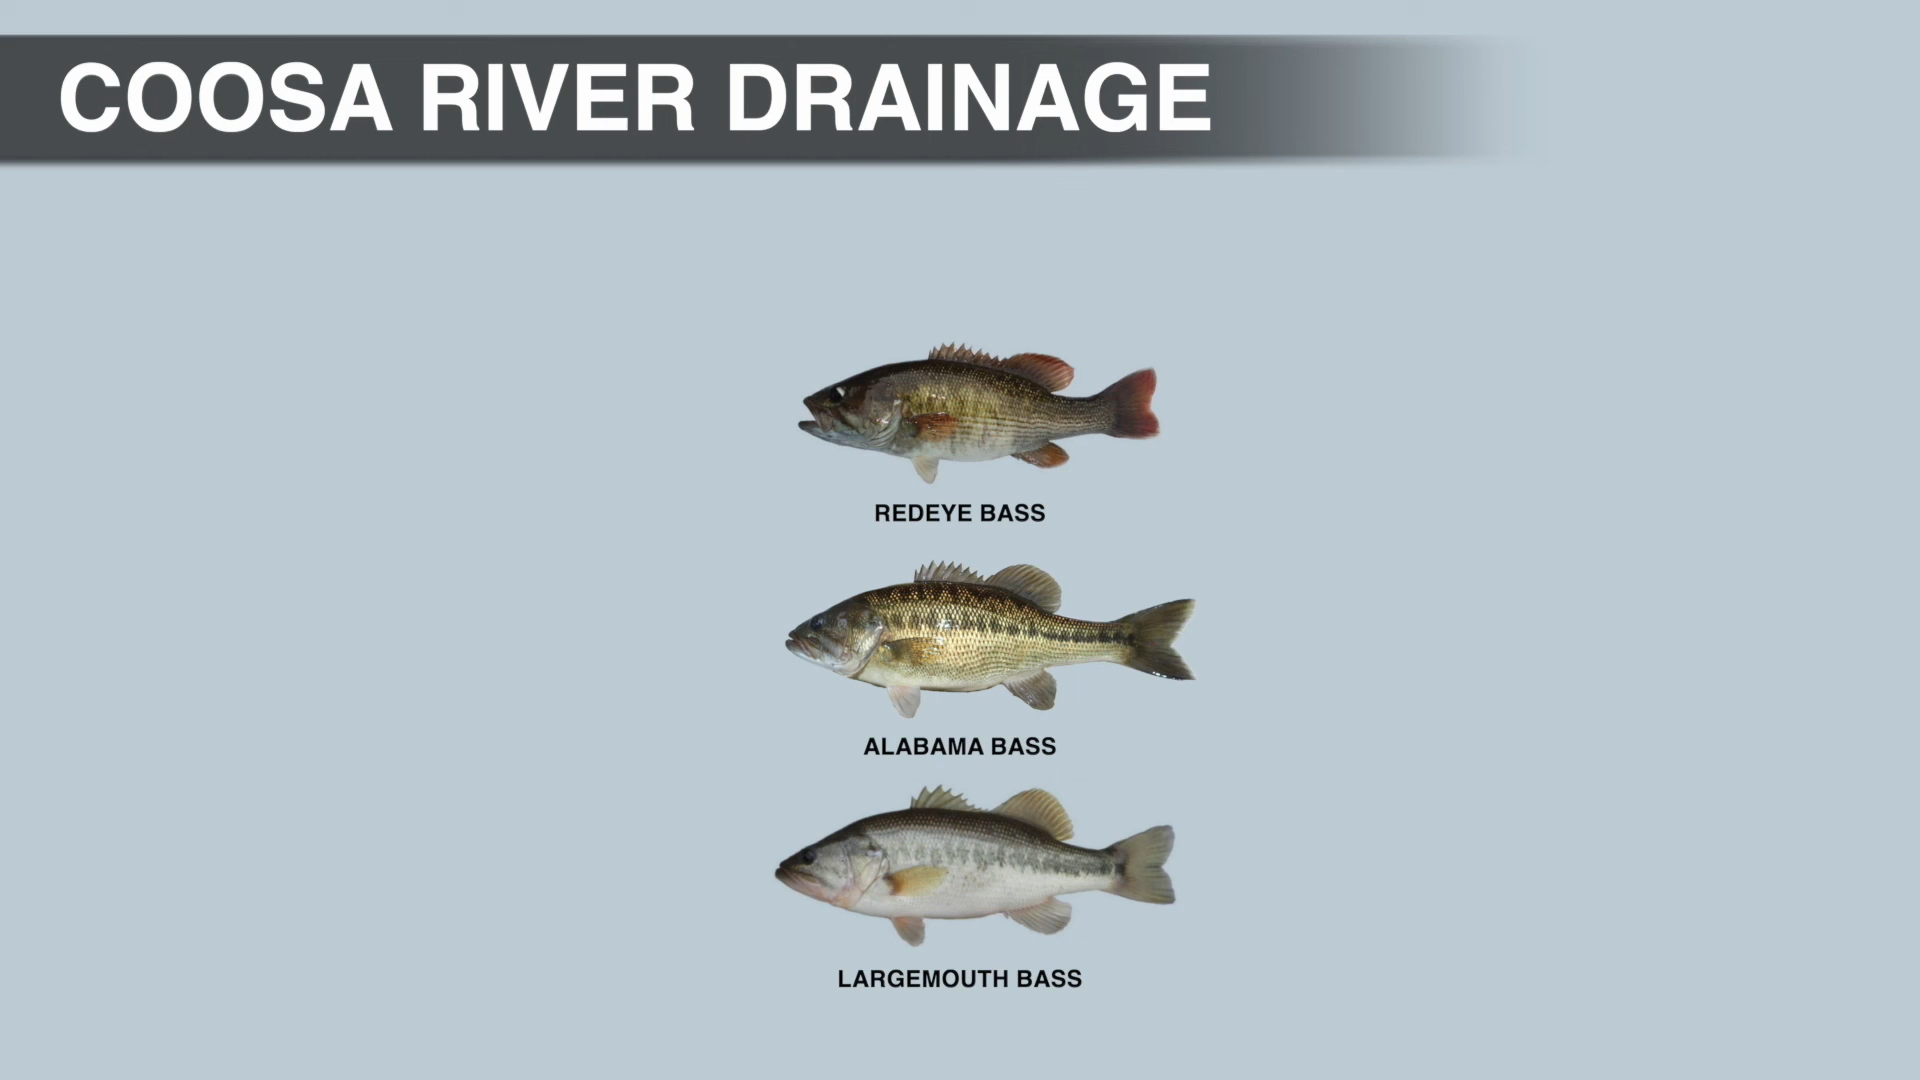 COOSA RIVER DRAINAGE
REDEYE BASS
ALABAMA BASS
LARGEMOUTH BASS